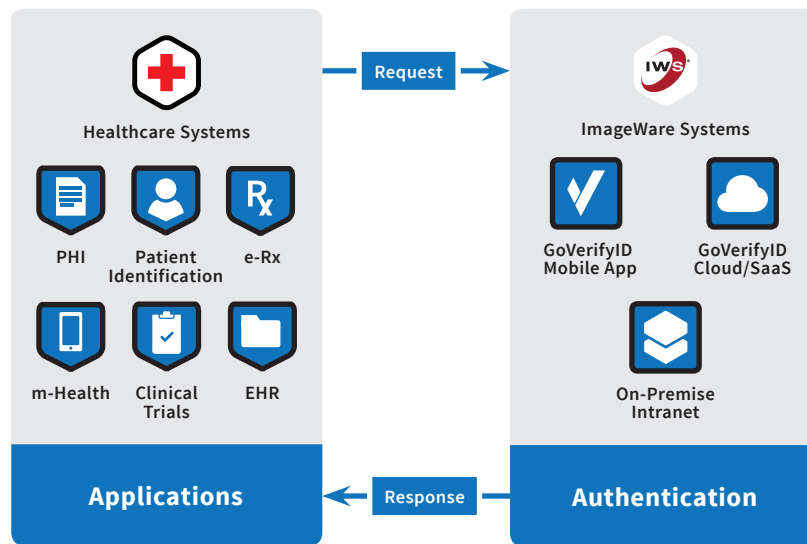 Healthcare Systems
PHI
Patient
Identification
e-Rx
m-Health
Clinical
Trials
EHR
Applications
Request
Response
IWS
ImageWare Systems
GoVerifyID
Mobile App
GoVerifyID
Cloud/SaaS
On-Premise
Intranet
Authentication
Rx